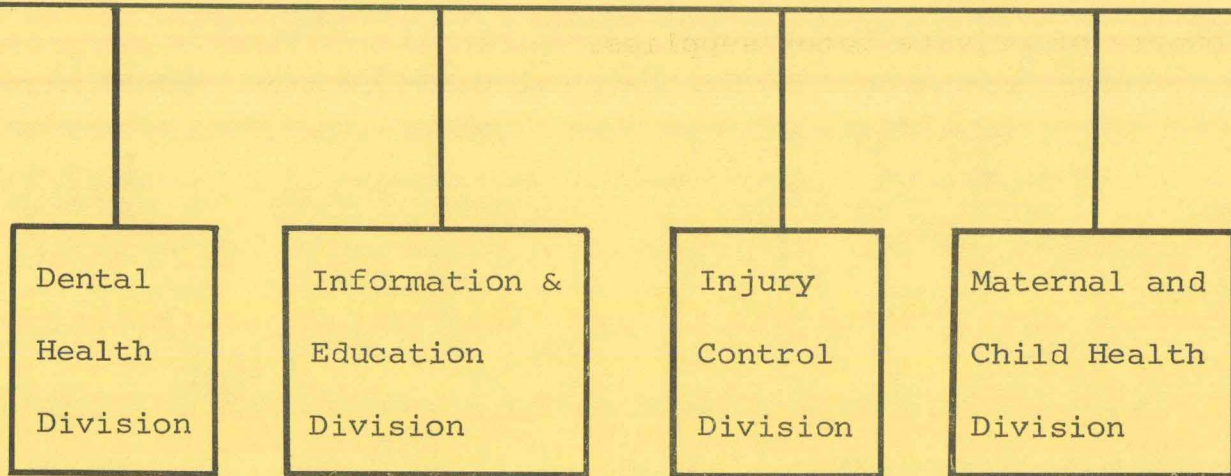 Dental
Health
Division
Information &
Education
Division
Injury
Control
Division
Maternal and
Child Health
Division